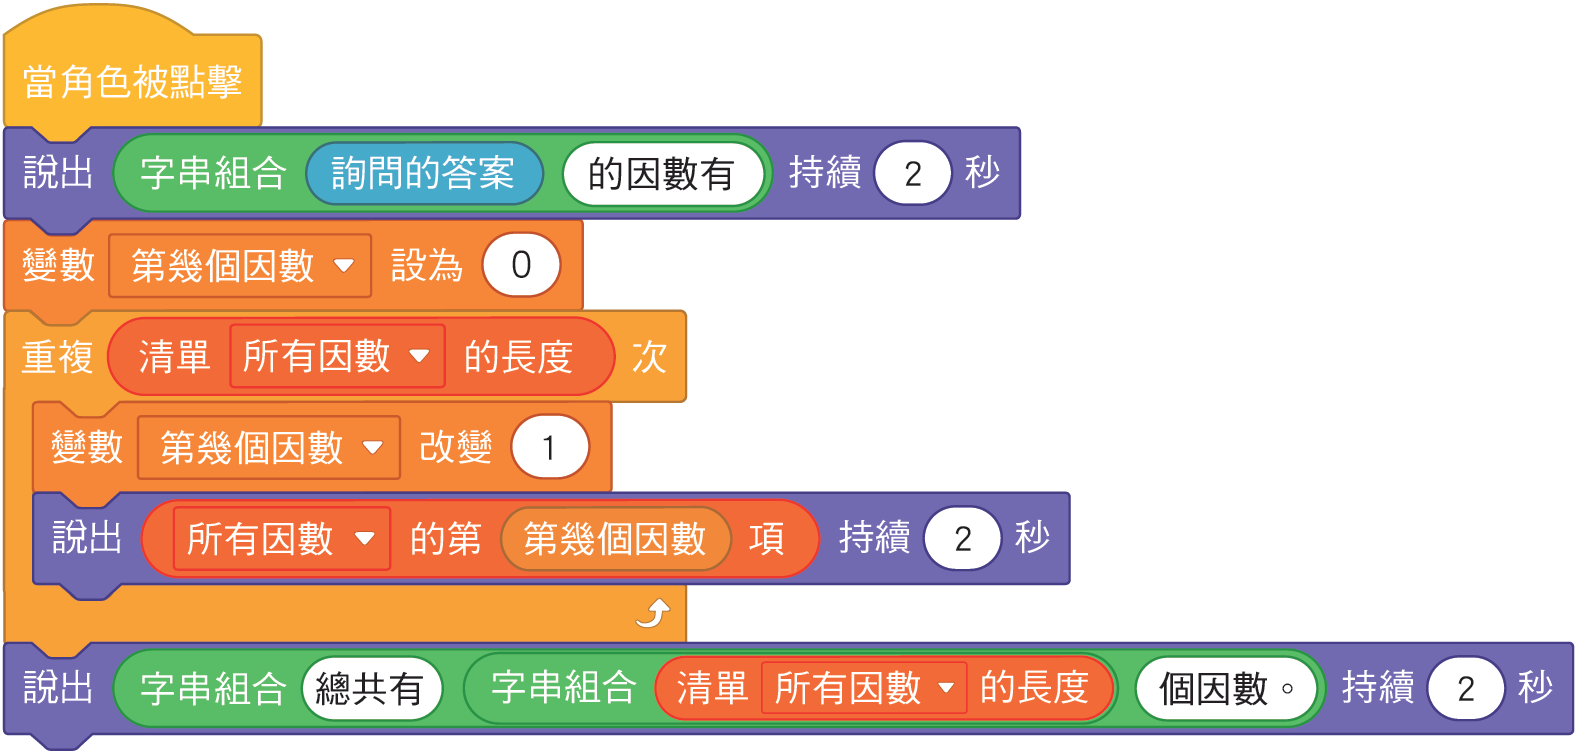 當角色被點擊
說出 字串組合 詢問的答案 的因數有 持續 2 秒
變數 第幾個因數 設為 0
重複 清單 所有因數 的長度 次
變數 第幾個因數 改變 1
說出 所有因數 的第 第幾個因數 項 持續 2 秒
說出 字串組合 總共有 字串組合 清單 所有因數 的長度 個因數。 持續 2 秒